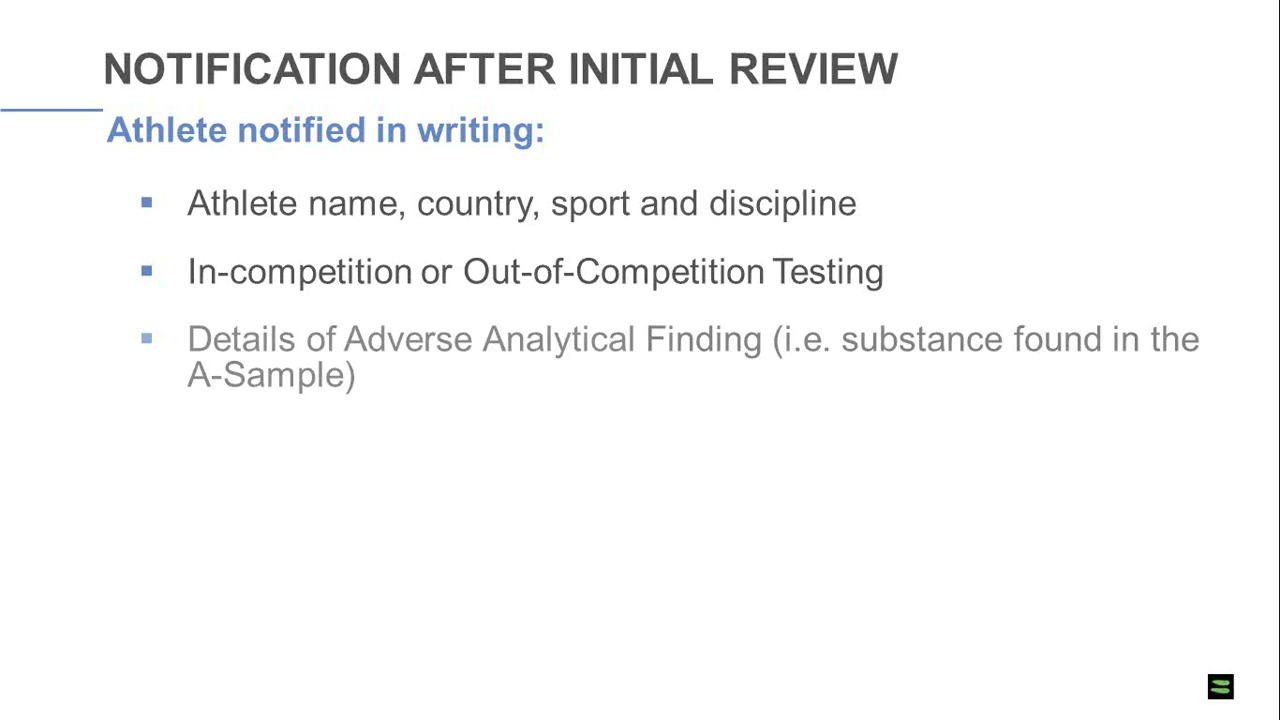 NOTIFICATION AFTER INITIAL REVIEW
Athlete notified in writing:
Athlete name, country, sport and discipline
In-competition or Out-of-Competition Testing
Details of Adverse Analytical Finding (i.e. substance found in the
A-Sample)